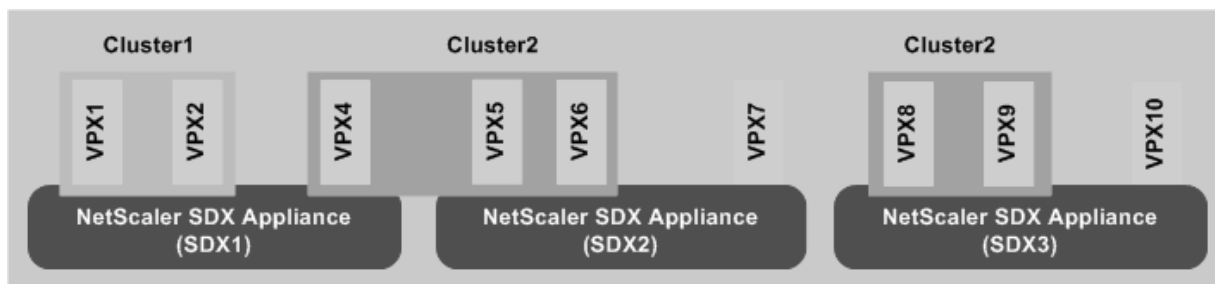 Cluster1
Cluster2
Cluster2
VPX1
VPX2
VPX4
VPX5
VPX6
VPX7
VPX8
VPX9
VPX10
NetScaler SDX Appliance
(SDX1)
NetScaler SDX Appliance
(SDX2)
NetScaler SDX Appliance
(SDX3)